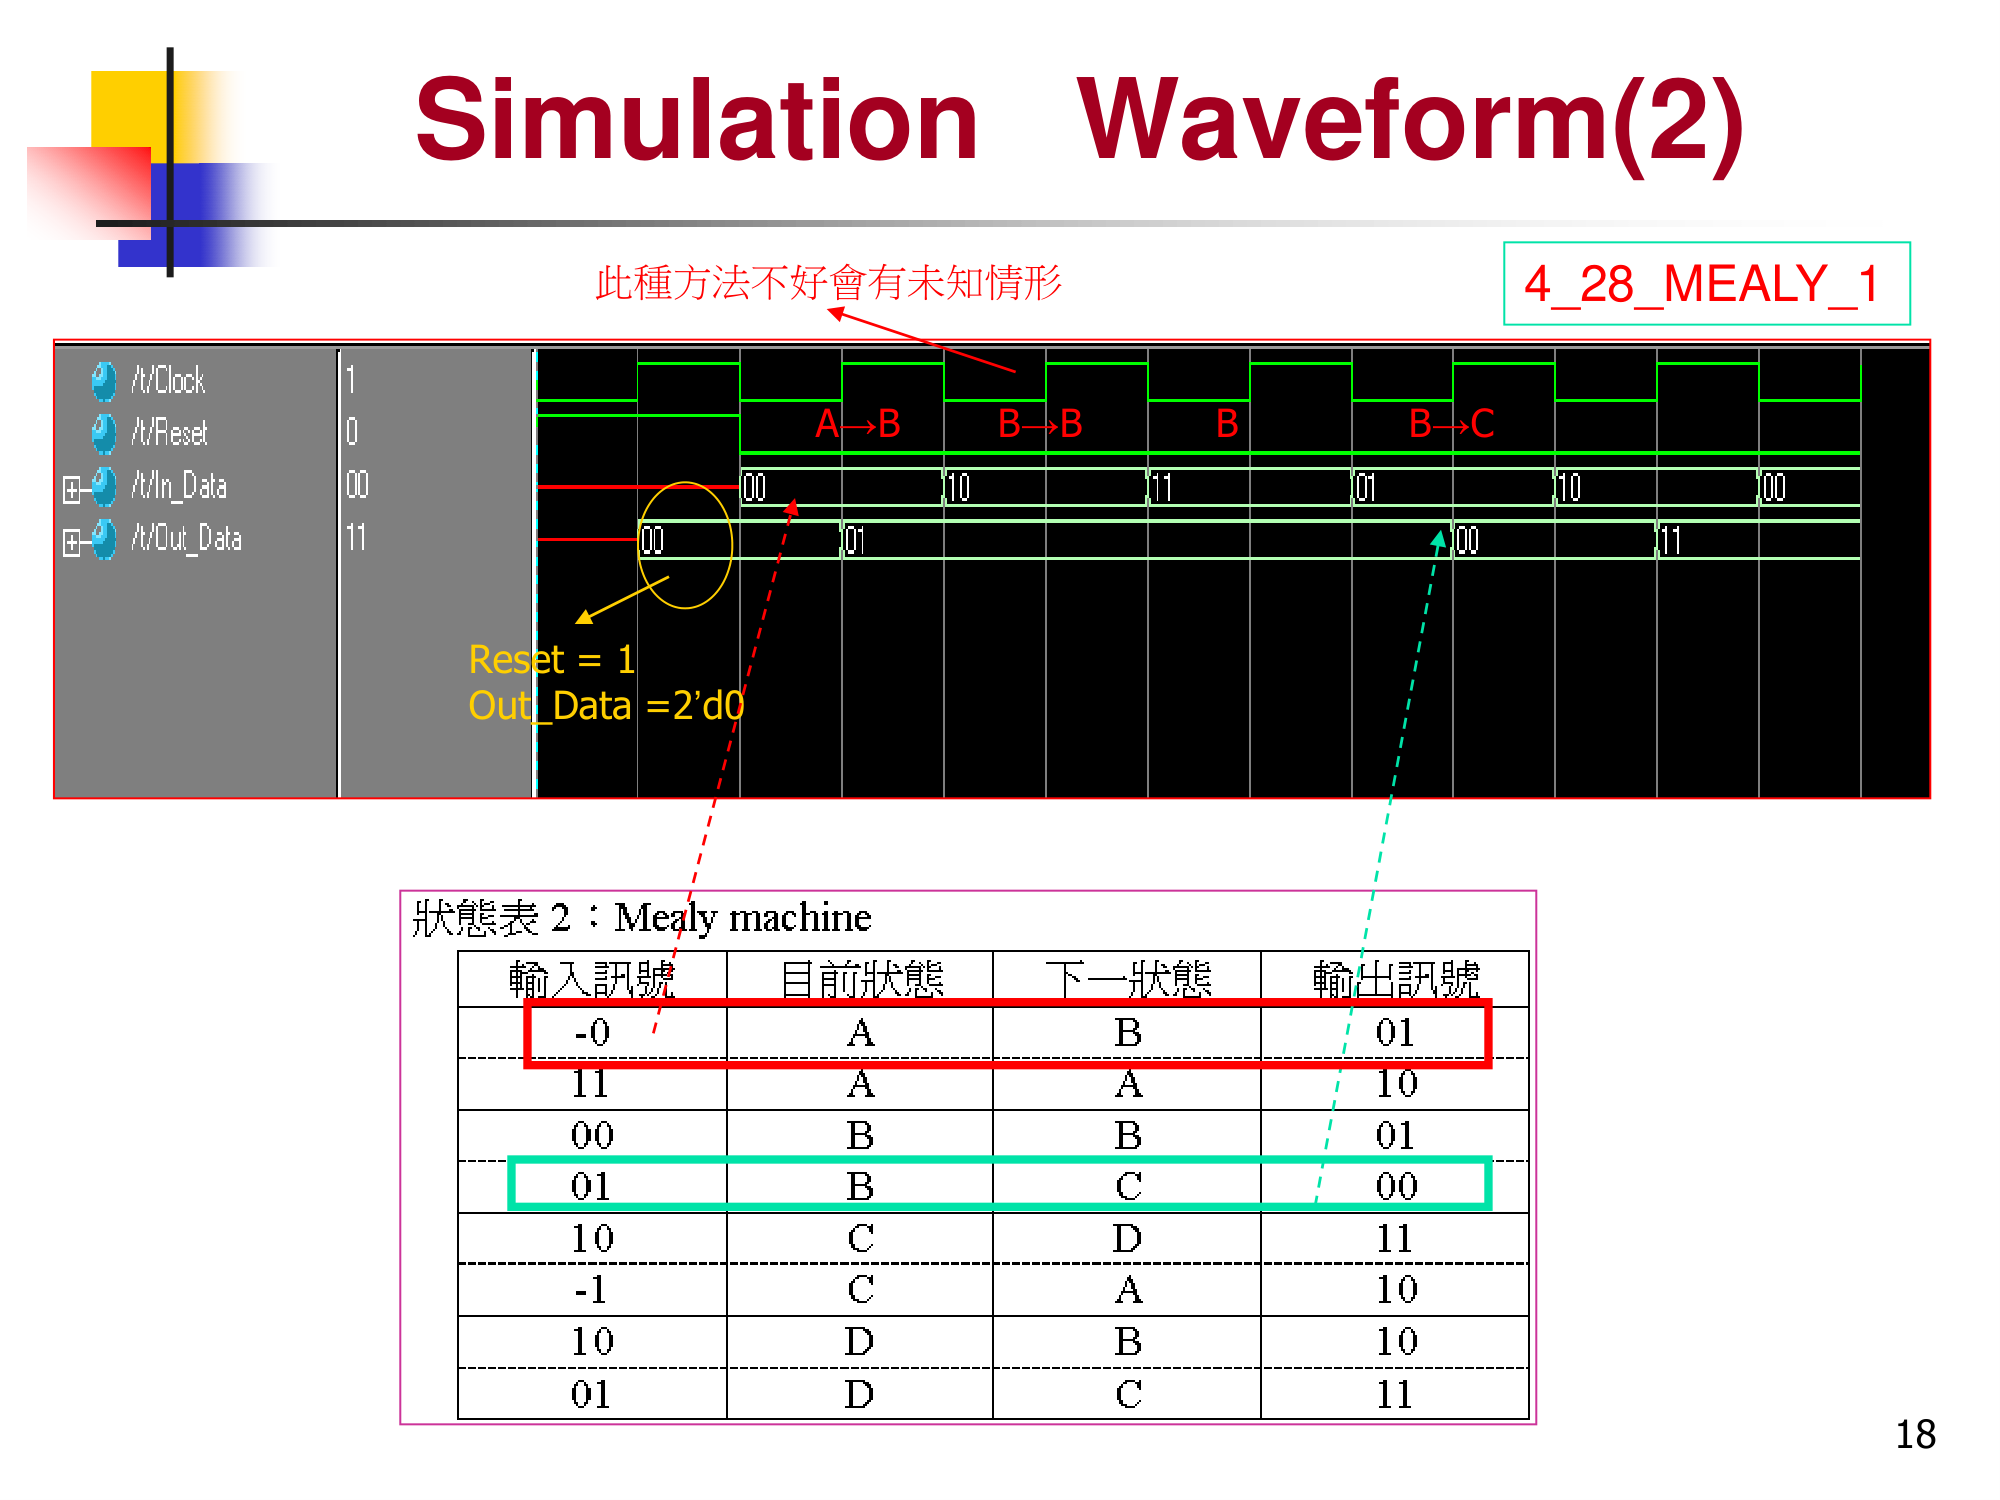 Simulation Waveform(2)
此種方法不好會有未知情形
4_28_MEALY_1
/t/Clock 1
/t/Reset 0
A→B B→B B B→C
/t/In_Data 00 00 10 11 01 10 00
/t/Out_Data 11 00 01 00 11
Reset = 1
Out_Data =2’d0
狀態表 2：Mealy machine
輸入訊號 目前狀態 下一狀態 輸出訊號
-0 A B 01
11 A A 10
00 B B 01
01 B C 00
10 C D 11
-1 C A 10
10 D B 10
01 D C 11
18